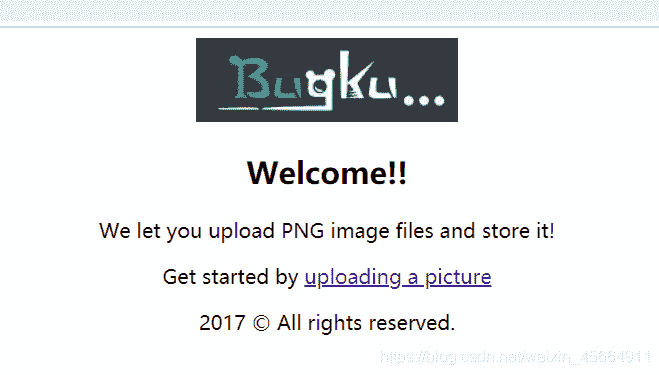 Bugku...
Welcome!!
We let you upload PNG image files and store it!
Get started by uploading a picture
2017 © All rights reserved.
https://blog.csdn.net/weixin_45664911